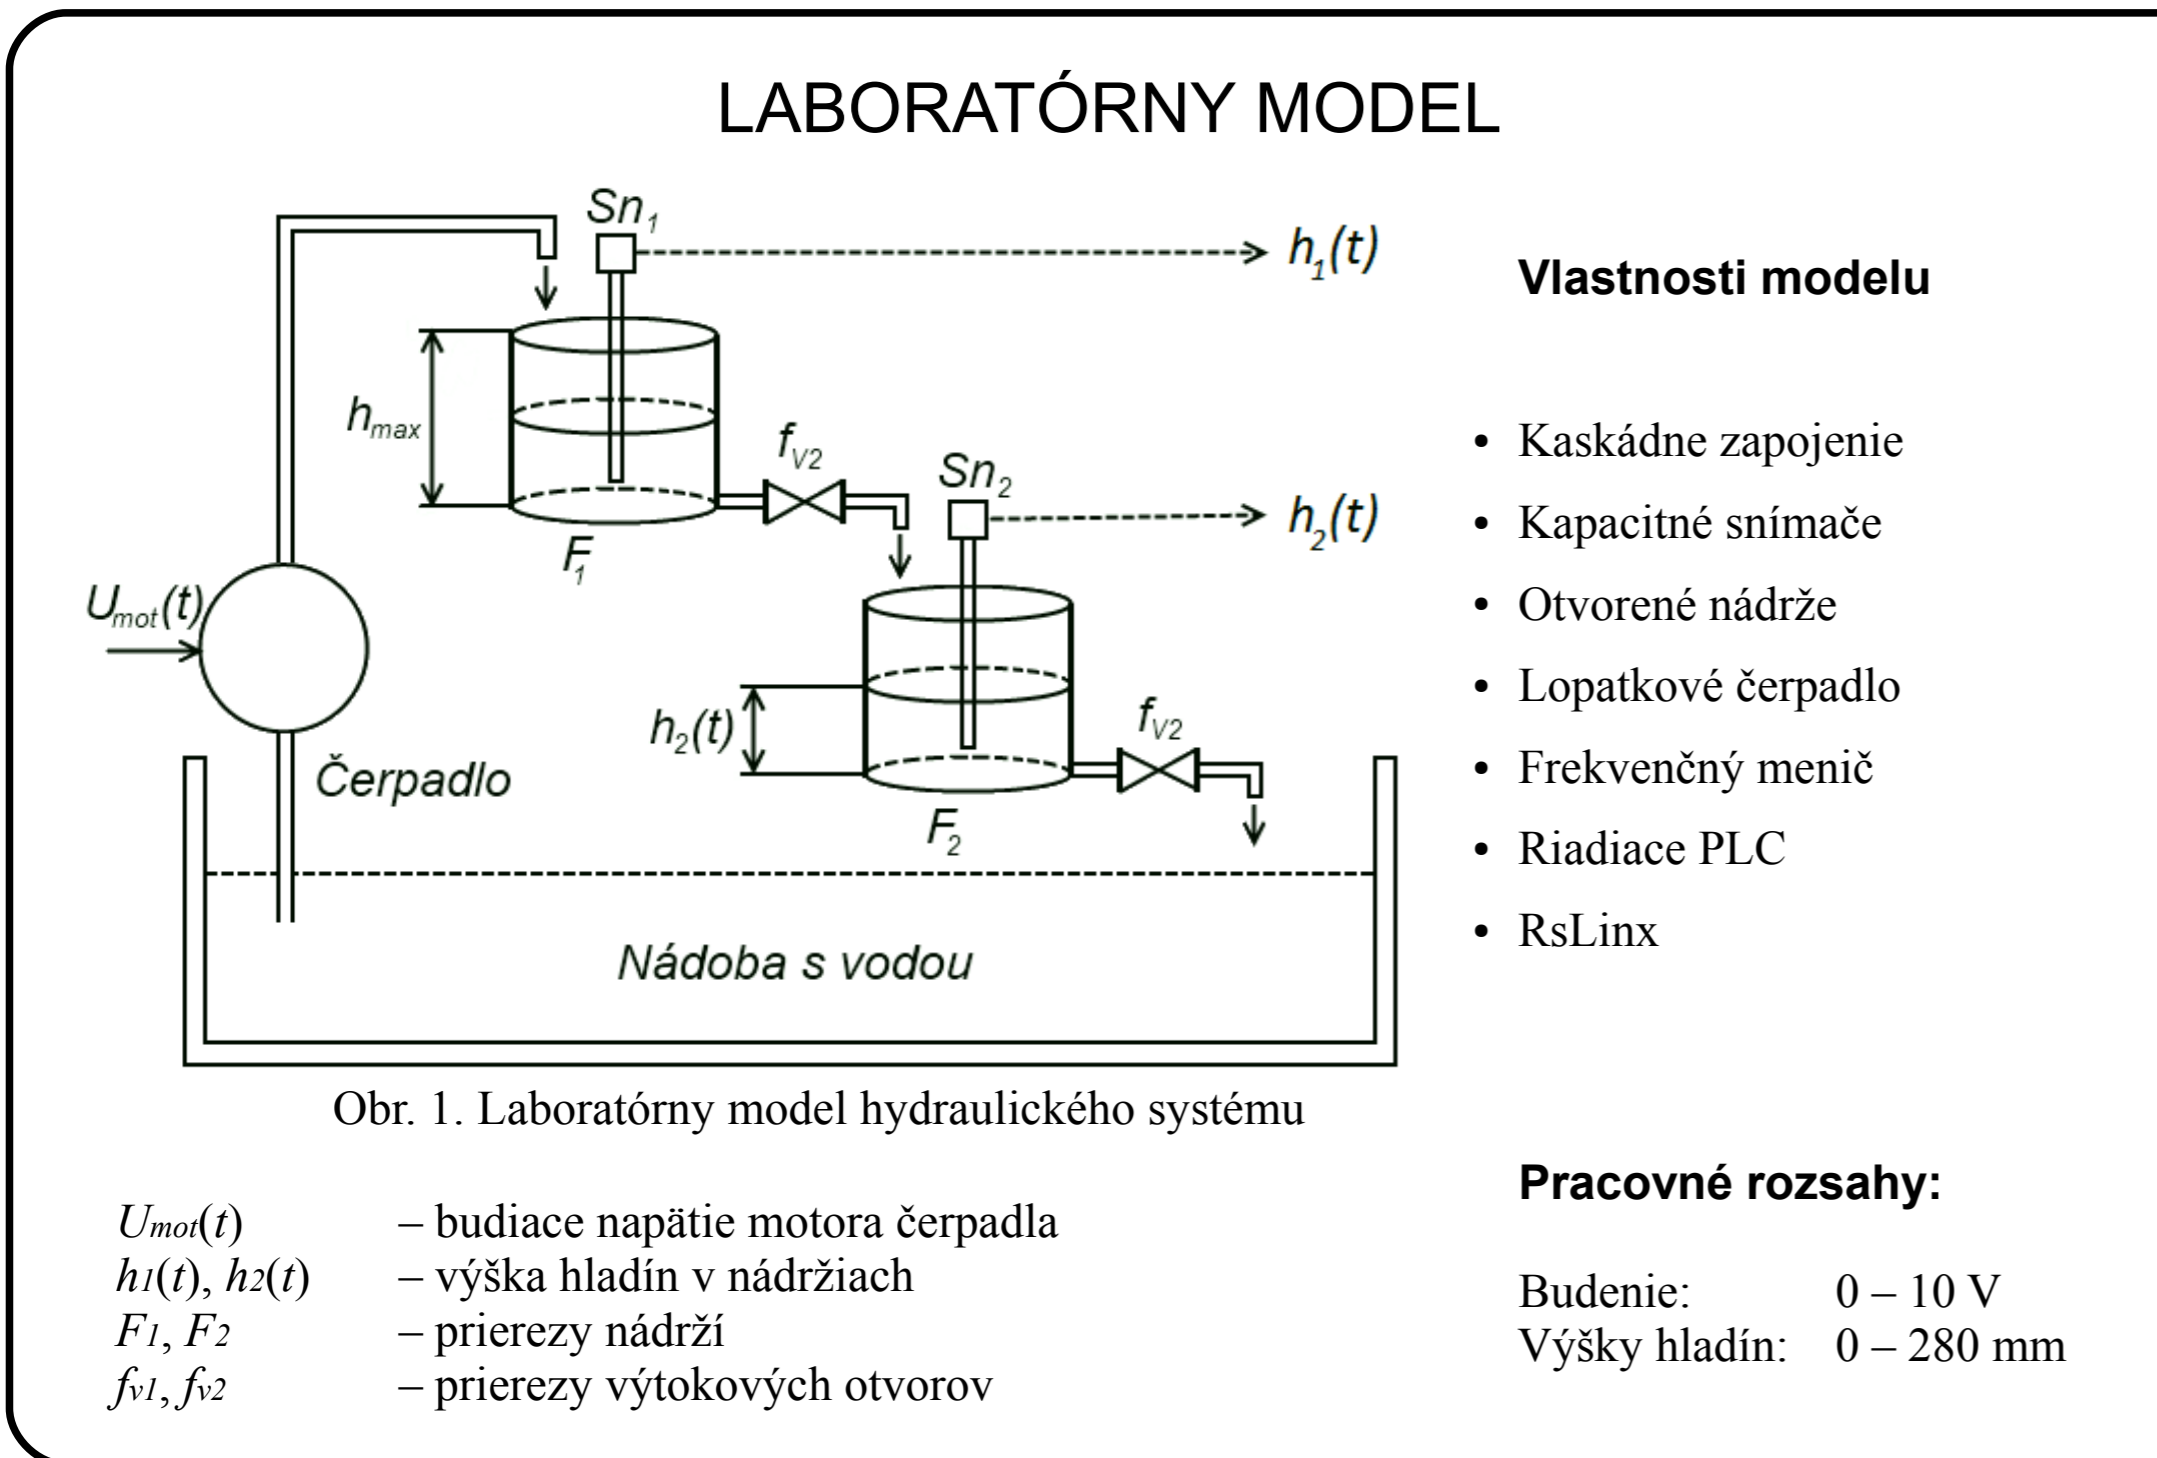 LABORATÓRNY MODEL
Sn1
h1(t)
hmax
fV2
Sn2
h2(t)
F1
Umot(t)
h2(t)
fV2
Čerpadlo
F2
Nádoba s vodou
Obr. 1. Laboratórny model hydraulického systému
Umot(t) – budiace napätie motora čerpadla
h1(t), h2(t) – výška hladín v nádržiach
F1, F2 – prierezy nádrží
fv1, fv2 – prierezy výtokových otvorov
Vlastnosti modelu
• Kaskádne zapojenie
• Kapacitné snímače
• Otvorené nádrže
• Lopatkové čerpadlo
• Frekvenčný menič
• Riadiace PLC
• RsLinx
Pracovné rozsahy:
Budenie: 0 – 10 V
Výšky hladín: 0 – 280 mm